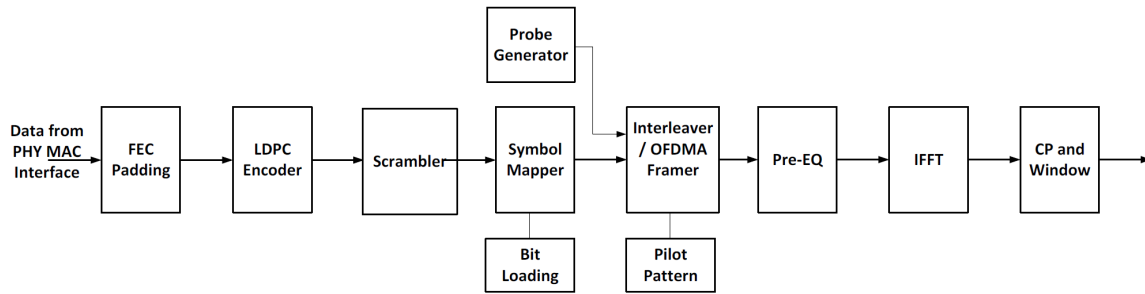 Probe
Generator
Data from
PHY MAC
Interface
FEC
Padding
LDPC
Encoder
Scrambler
Symbol
Mapper
Interleaver
/ OFDMA
Framer
Pre-EQ
IFFT
CP and
Window
Bit
Loading
Pilot
Pattern